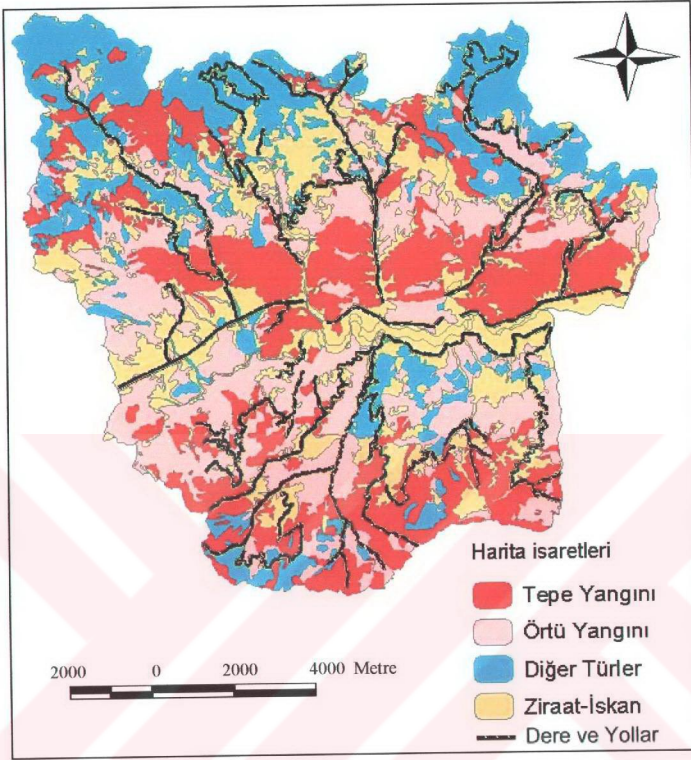 Harita isaretleri
Tepe Yangını
Örtü Yangını
Diğer Türler
Ziraat-İskan
Dere ve Yollar
2000 0 2000 4000 Metre